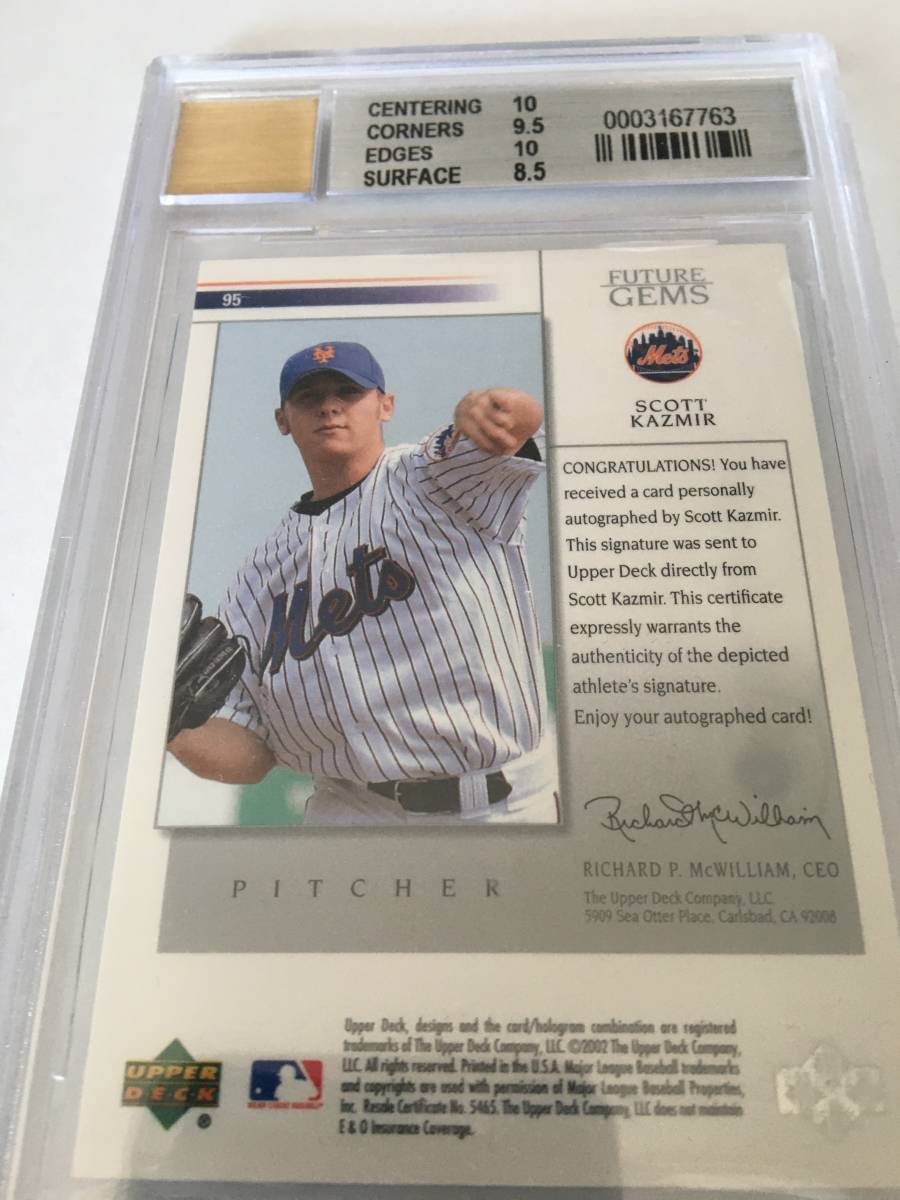 CENTERING 10
CORNERS 9.5
EDGES 10
SURFACE 8.5
0003167763
95
FUTURE
GEMS
Mets
SCOTT
KAZMIR
NY
Mets
CONGRATULATIONS! You have
received a card personally
autographed by Scott Kazmir.
This signature was sent to
Upper Deck directly from
Scott Kazmir. This certificate
expressly warrants the
authenticity of the depicted
athlete's signature.
Enjoy your autographed card!
Richard P. McWilliam
RICHARD P. McWILLIAM, CEO
The Upper Deck Company, LLC.
5909 Sea Otter Place, Carlsbad, CA 92008
PITCHER
Upper Deck, designs and the card/hologram combination are registered
trademarks of The Upper Deck Company, LLC. ©2002 The Upper Deck Company,
LLC. All rights reserved. Printed in the U.S.A. Major League Baseball trademarks
and copyrights are used with permission of Major League Baseball Properties,
Inc. Resale Certificate No. 5465. The Upper Deck Company, LLC does not maintain
E & O Insurance Coverage.
UPPER
DECK
®